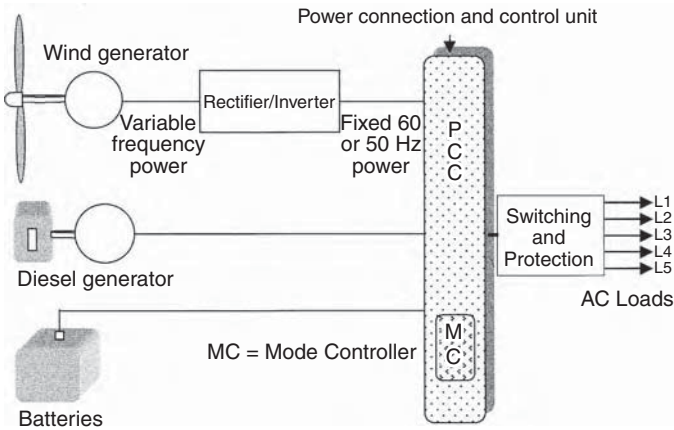 Power connection and control unit
Wind generator
Rectifier/Inverter
Variable
frequency
power
Fixed 60
or 50 Hz
power
P
C
C
Switching
and
Protection
L1
L2
L3
L4
L5
AC Loads
Diesel generator
MC = Mode Controller
M
C
Batteries